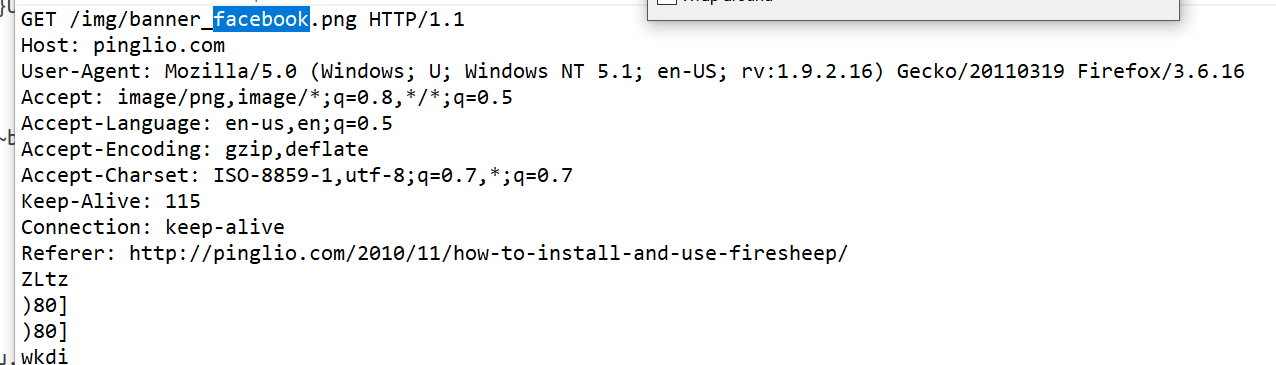 GET /img/banner_facebook.png HTTP/1.1
Host: pinglio.com
User-Agent: Mozilla/5.0 (Windows; U; Windows NT 5.1; en-US; rv:1.9.2.16) Gecko/20110319 Firefox/3.6.16
Accept: image/png,image/*;q=0.8,*/*;q=0.5
Accept-Language: en-us,en;q=0.5
Accept-Encoding: gzip,deflate
Accept-Charset: ISO-8859-1,utf-8;q=0.7,*;q=0.7
Keep-Alive: 115
Connection: keep-alive
Referer: http://pinglio.com/2010/11/how-to-install-and-use-firesheep/
ZLtz
)80]
)80]
wkdi